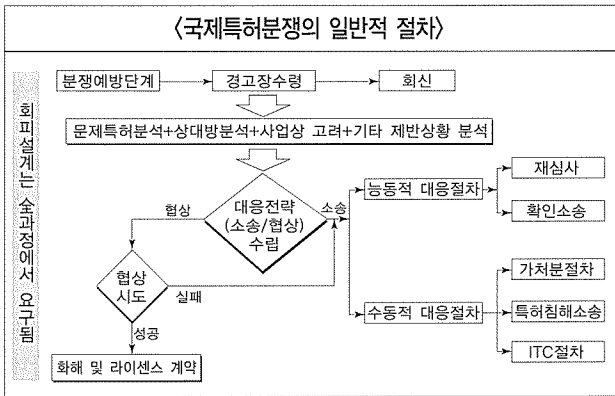 〈국제특허분쟁의 일반적 절차〉
회피설계는 全과정에서 요구됨
분쟁예방단계
경고장수령
회신
문제특허분석+상대방분석+사업상 고려+기타 제반상황 분석
대응전략
(소송/협상)
수립
협상
소송
협상
시도
실패
성공
화해 및 라이센스 계약
능동적 대응절차
재심사
확인소송
수동적 대응절차
가처분절차
특허침해소송
ITC절차